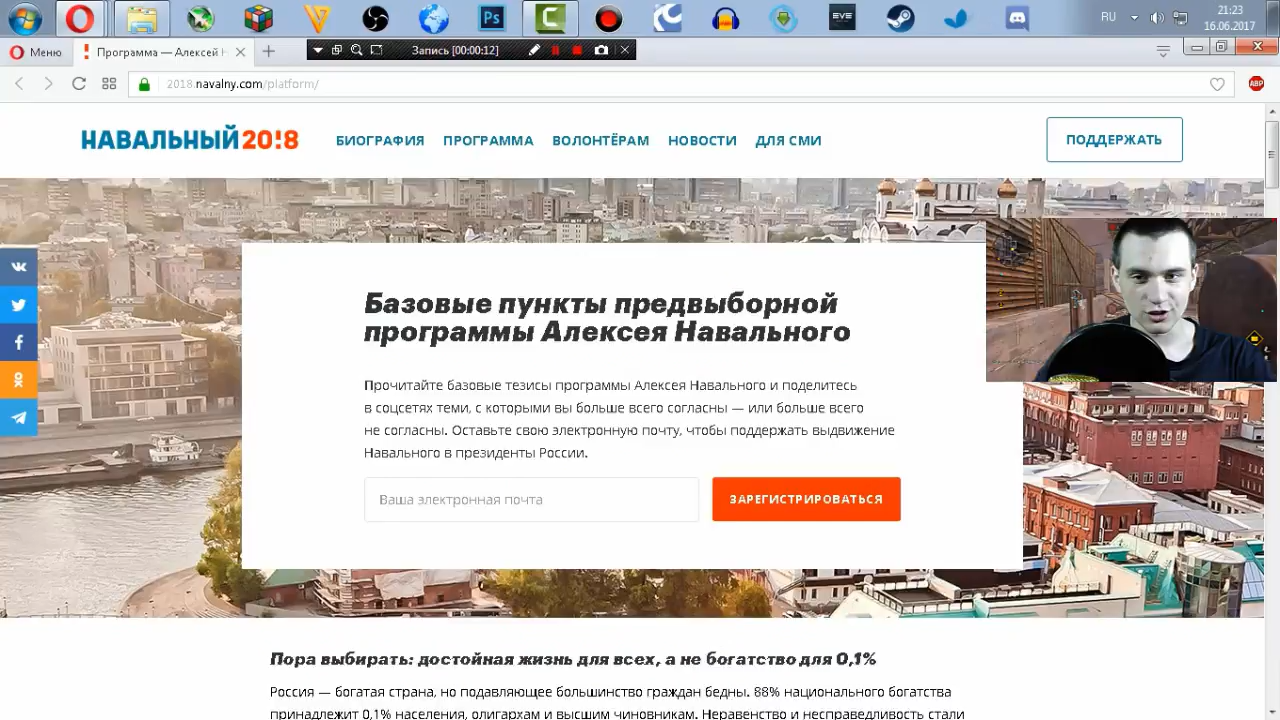 21:23
RU
16.06.2017
Меню
Программа — Алексей Н
Запись [00:00:12]
2018.navalny.com/platform/
ABP
НАВАЛЬНЫЙ 20!8
БИОГРАФИЯ
ПРОГРАММА
ВОЛОНТЁРАМ
НОВОСТИ
ДЛЯ СМИ
ПОДДЕРЖАТЬ
Базовые пункты предвыборной
программы Алексея Навального
Прочитайте базовые тезисы программы Алексея Навального и поделитесь
в соцсетях теми, с которыми вы больше всего согласны — или больше всего
не согласны. Оставьте свою электронную почту, чтобы поддержать выдвижение
Навального в президенты России.
Ваша электронная почта
ЗАРЕГИСТРИРОВАТЬСЯ
Пора выбирать: достойная жизнь для всех, а не богатство для 0,1%
Россия — богатая страна, но подавляющее большинство граждан бедны. 88% национального богатства
принадлежит 0,1% населения, олигархам и высшим чиновникам. Неравенство и несправедливость стали